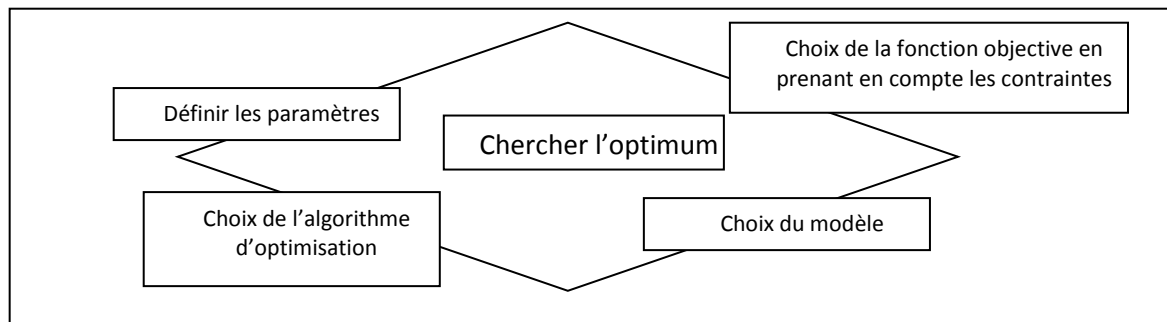 Choix de la fonction objective en
prenant en compte les contraintes
Définir les paramètres
Chercher l’optimum
Choix de l’algorithme
d’optimisation
Choix du modèle